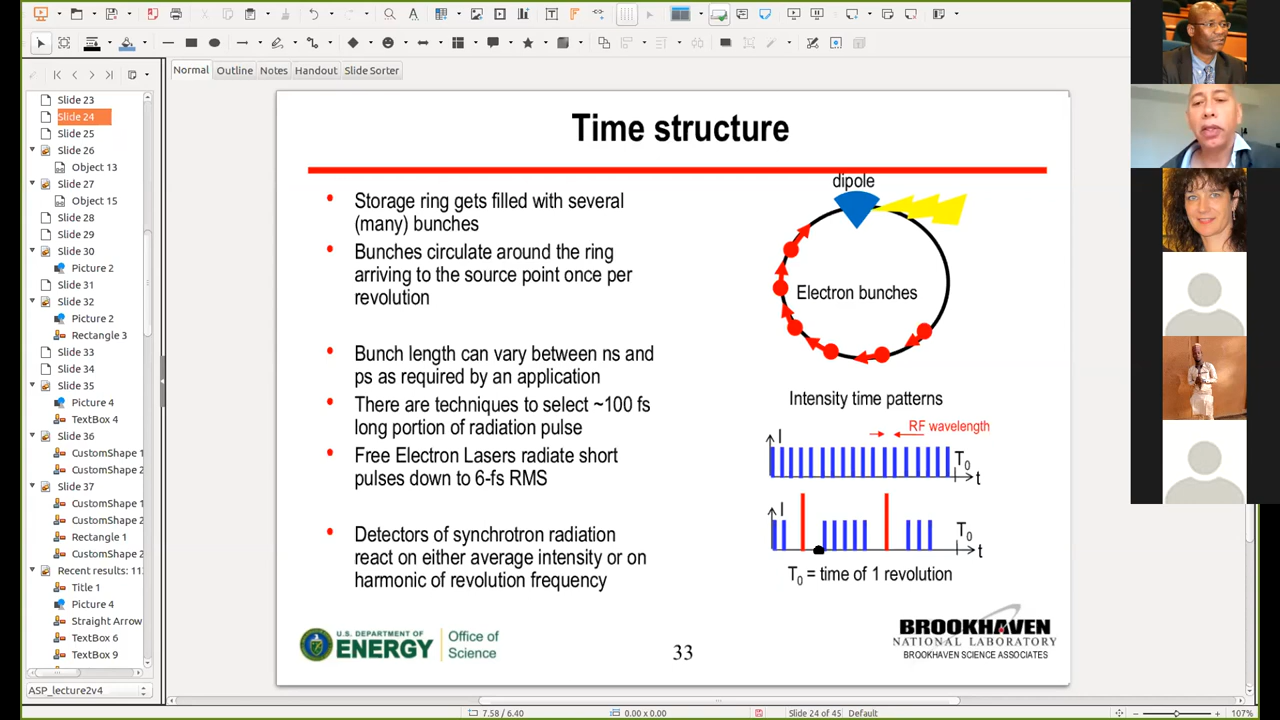 Normal
Outline
Notes
Handout
Slide Sorter
Slide 23
Slide 24
Slide 25
Slide 26
Object 13
Slide 27
Object 15
Slide 28
Slide 29
Slide 30
Picture 2
Slide 31
Slide 32
Picture 2
Rectangle 3
Slide 33
Slide 34
Slide 35
Picture 4
TextBox 4
Slide 36
CustomShape 1
CustomShape 2
Slide 37
CustomShape 1
CustomShape 2
Rectangle 1
CustomShape 2
Recent results: 11
Title 1
Picture 4
Straight Arrow
TextBox 6
TextBox 9
ASP_lecture2v4
Time structure
Storage ring gets filled with several
(many) bunches
Bunches circulate around the ring
arriving to the source point once per
revolution
Bunch length can vary between ns and
ps as required by an application
There are techniques to select ~100 fs
long portion of radiation pulse
Free Electron Lasers radiate short
pulses down to 6-fs RMS
Detectors of synchrotron radiation
react on either average intensity or on
harmonic of revolution frequency
dipole
Electron bunches
Intensity time patterns
RF wavelength
I
T0
t
I
T0
t
T0 = time of 1 revolution
U.S. DEPARTMENT OF
ENERGY
Office of
Science
33
BROOKHAVEN
NATIONAL LABORATORY
BROOKHAVEN SCIENCE ASSOCIATES
7.58 / 6.40
0.00 x 0.00
Slide 24 of 45
Default
107%